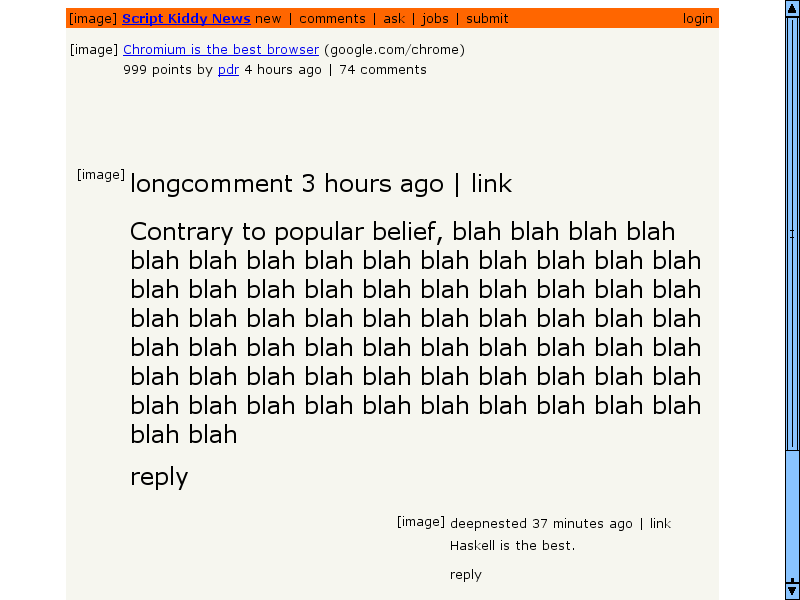 [image] Script Kiddy News new | comments | ask | jobs | submit login
[image] Chromium is the best browser (google.com/chrome)
999 points by pdr 4 hours ago | 74 comments
[image] longcomment 3 hours ago | link
Contrary to popular belief, blah blah blah blah
blah blah blah blah blah blah blah blah blah blah
blah blah blah blah blah blah blah blah blah blah
blah blah blah blah blah blah blah blah blah blah
blah blah blah blah blah blah blah blah blah blah
blah blah blah blah blah blah blah blah blah blah
blah blah blah blah blah blah blah blah blah blah
blah blah
reply
[image] deepnested 37 minutes ago | link
Haskell is the best.
reply